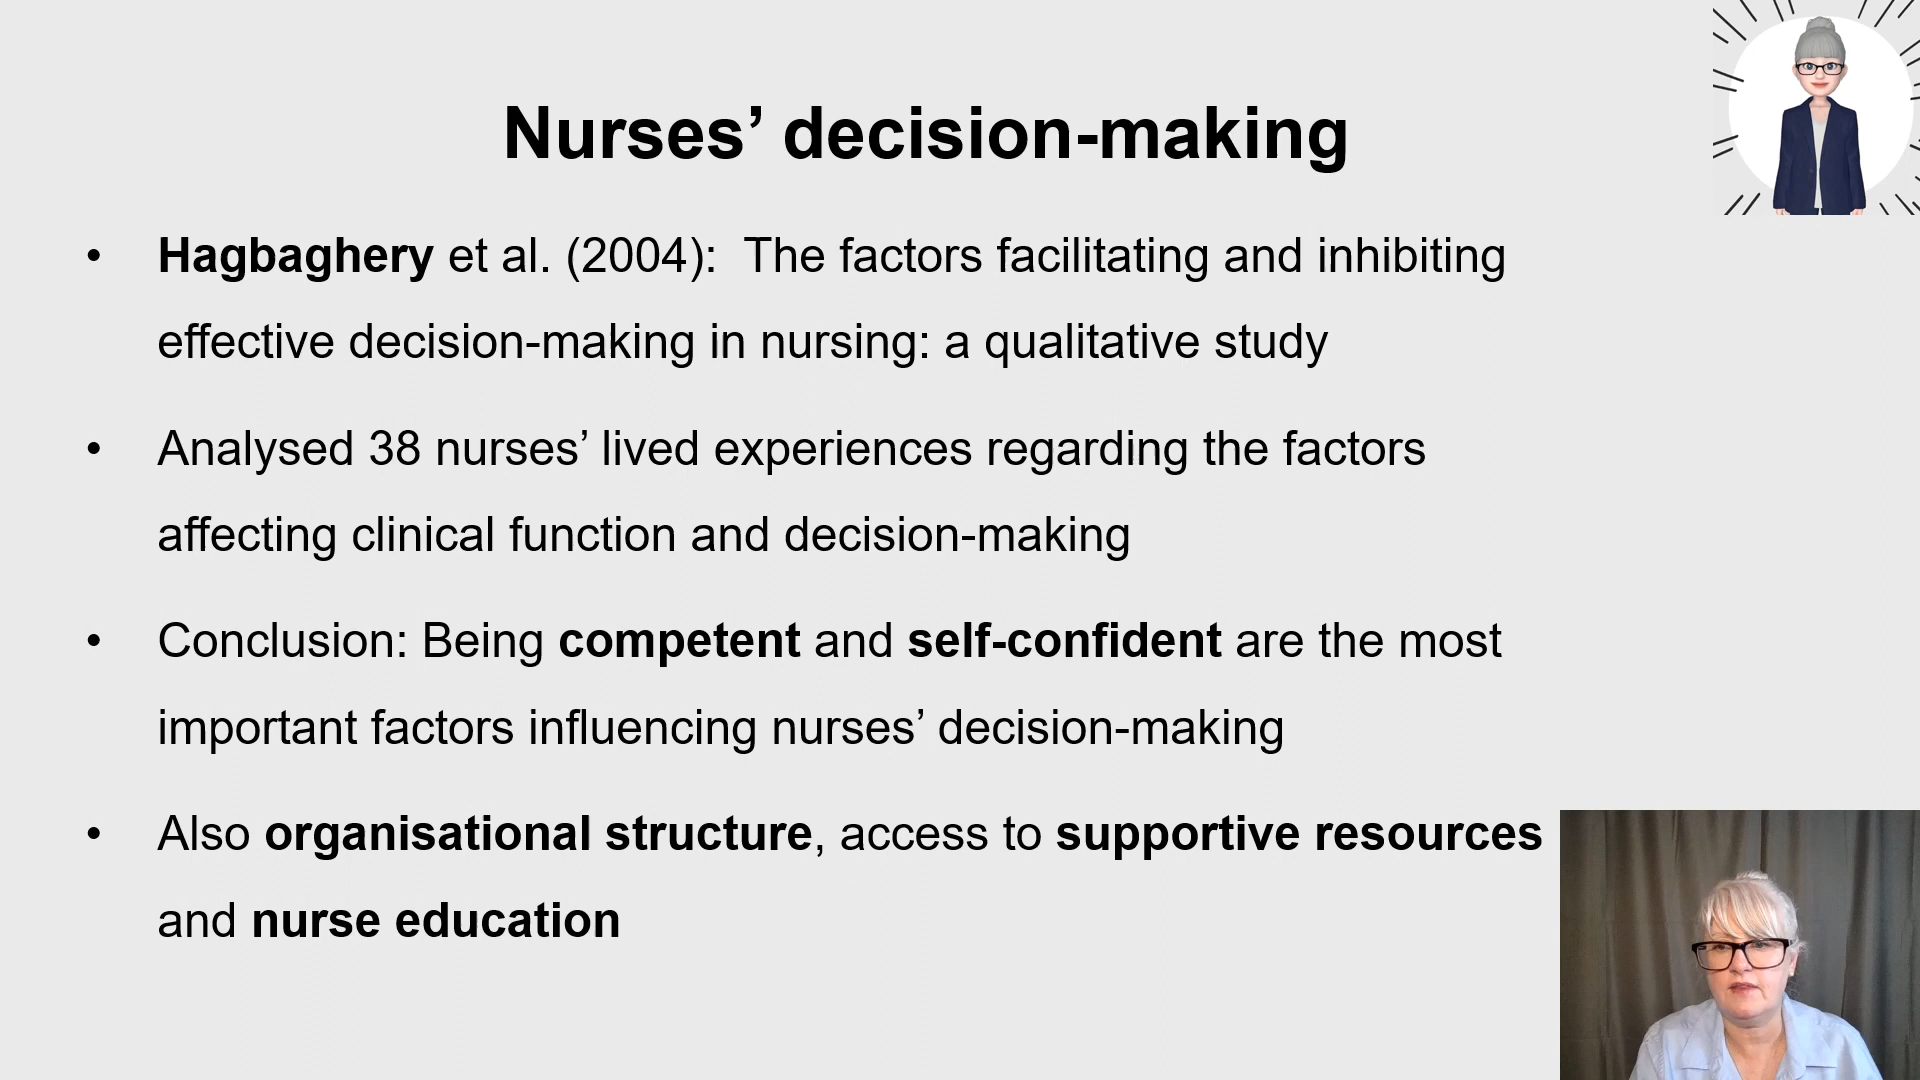 Nurses’ decision-making
• Hagbaghery et al. (2004):  The factors facilitating and inhibiting
effective decision-making in nursing: a qualitative study
• Analysed 38 nurses’ lived experiences regarding the factors
affecting clinical function and decision-making
• Conclusion: Being competent and self-confident are the most
important factors influencing nurses’ decision-making
• Also organisational structure, access to supportive resources
and nurse education